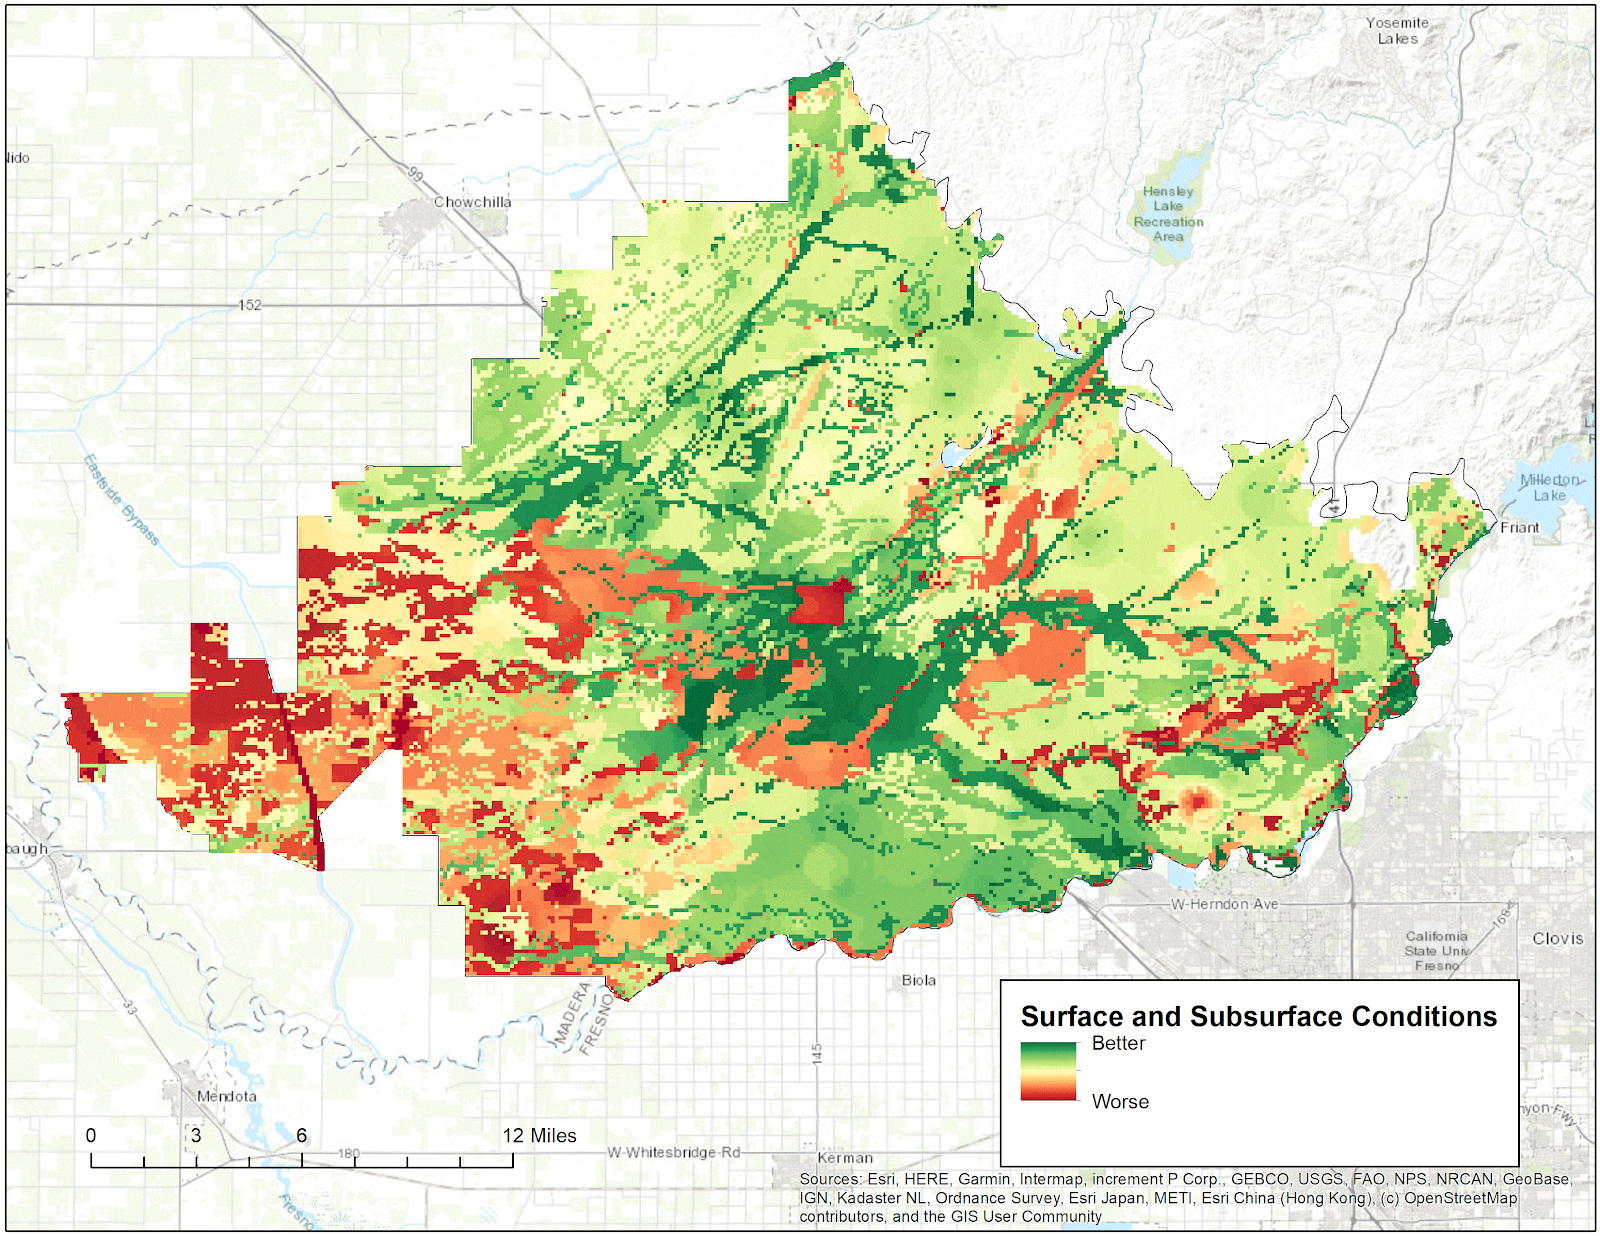 Yosemite
Lakes
99
Chowchilla
Hensley
Lake
Recreation
Area
152
Eastside Bypass
Millerton
Lake
41
Friant
W-Herndon-Ave
168
California
State Univ
Fresno
Clovis
Biola
MADERA
FRESNO
145
33
Mendota
Surface and Subsurface Conditions
Better
Worse
0 3 6 12 Miles
180
W-Whitesbridge-Rd
Kerman
Fresno
Sources: Esri, HERE, Garmin, Intermap, increment P Corp., GEBCO, USGS, FAO, NPS, NRCAN, GeoBase,
IGN, Kadaster NL, Ordnance Survey, Esri Japan, METI, Esri China (Hong Kong), (c) OpenStreetMap
contributors, and the GIS User Community